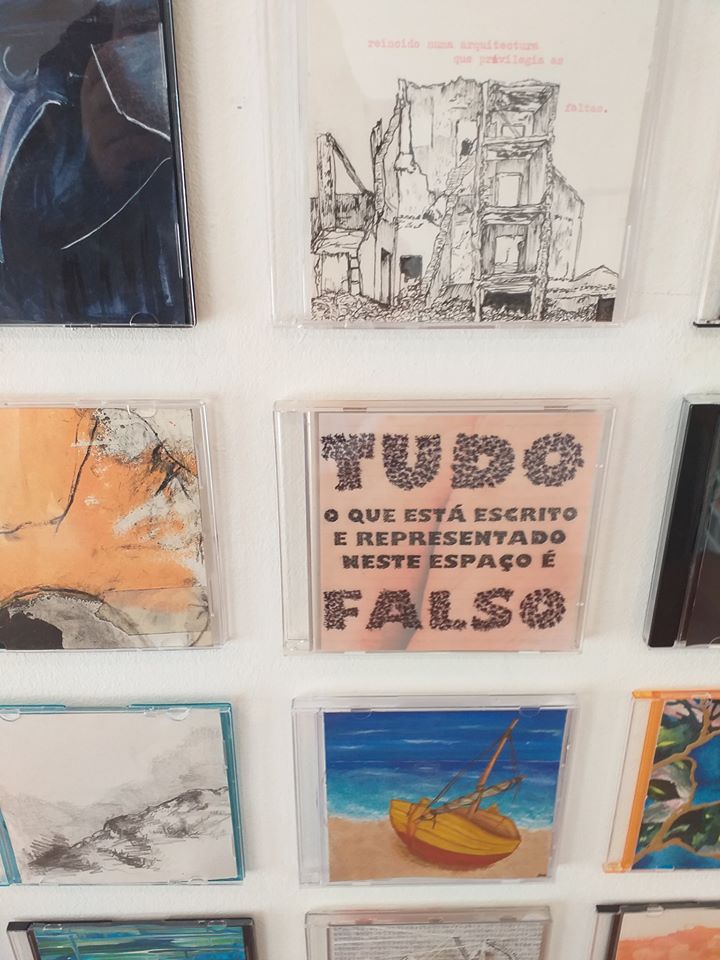 reincido numa arquitectura
que privilegia as
faltas.
TUDO
O QUE ESTÁ ESCRITO
E REPRESENTADO
NESTE ESPAÇO É
FALSO